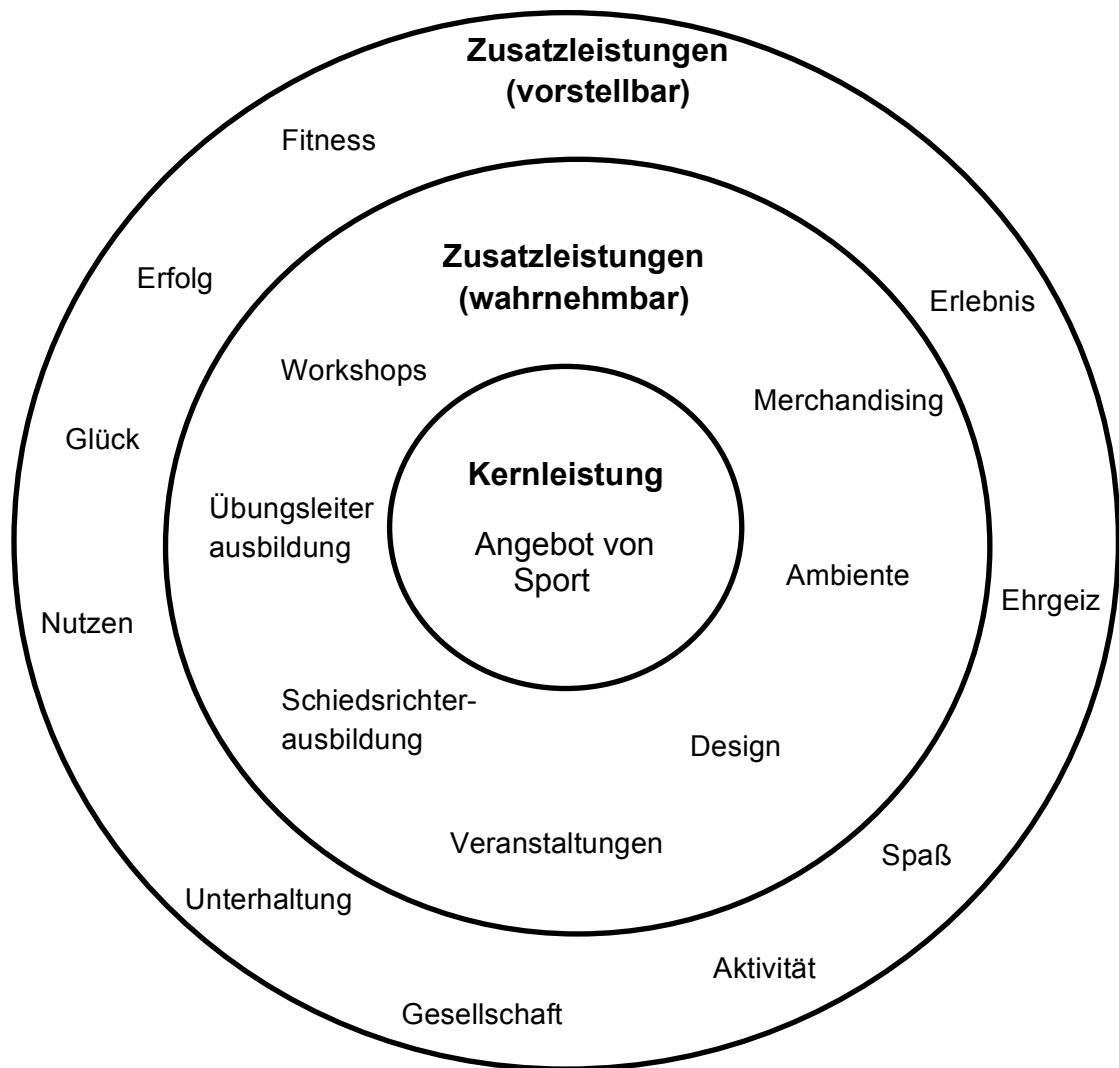 Zusatzleistungen
(vorstellbar)
Fitness
Zusatzleistungen
(wahrnehmbar)
Erfolg
Erlebnis
Workshops
Merchandising
Glück
Kernleistung
Übungsleiter
ausbildung
Angebot von
Sport
Ambiente
Nutzen
Ehrgeiz
Schiedsrichter-
ausbildung
Design
Veranstaltungen
Spaß
Unterhaltung
Aktivität
Gesellschaft